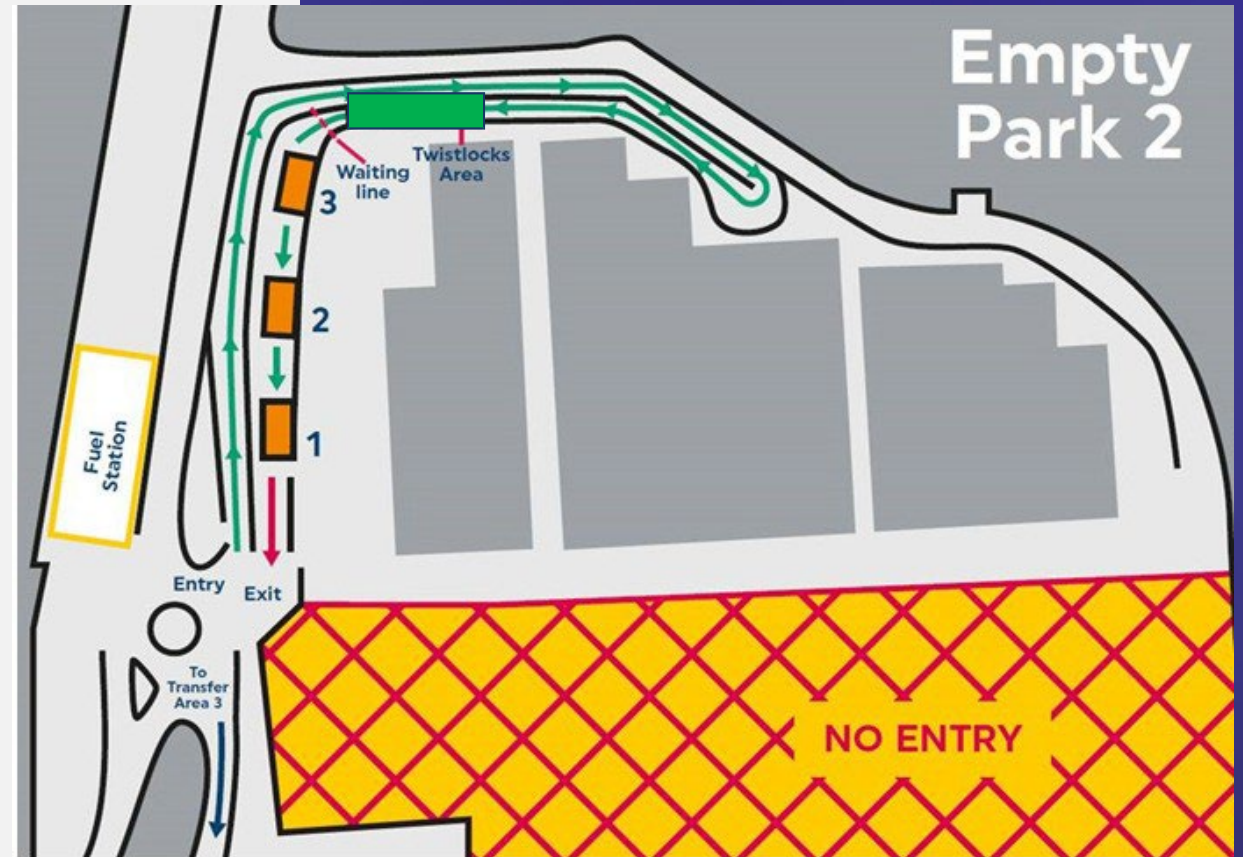 Empty
Park 2
Waiting
line
Twistlocks
Area
3
2
1
Fuel
Station
Entry
Exit
To
Transfer
Area 3
NO ENTRY